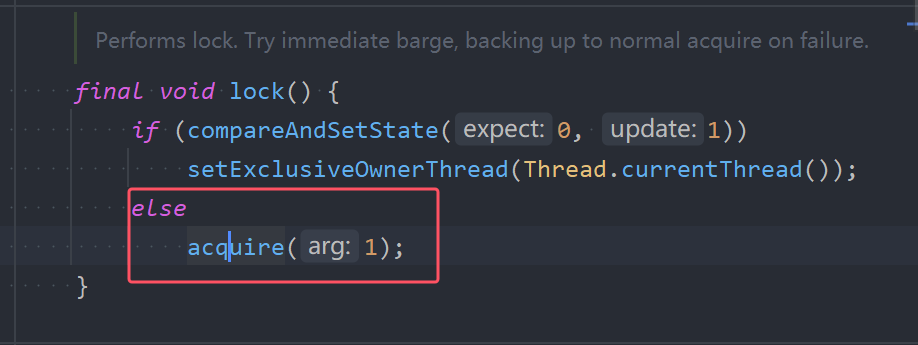 Performs lock. Try immediate barge, backing up to normal acquire on failure.
final void lock() {
if (compareAndSetState( expect: 0, update: 1))
setExclusiveOwnerThread(Thread.currentThread());
else
acquire( arg: 1);
}